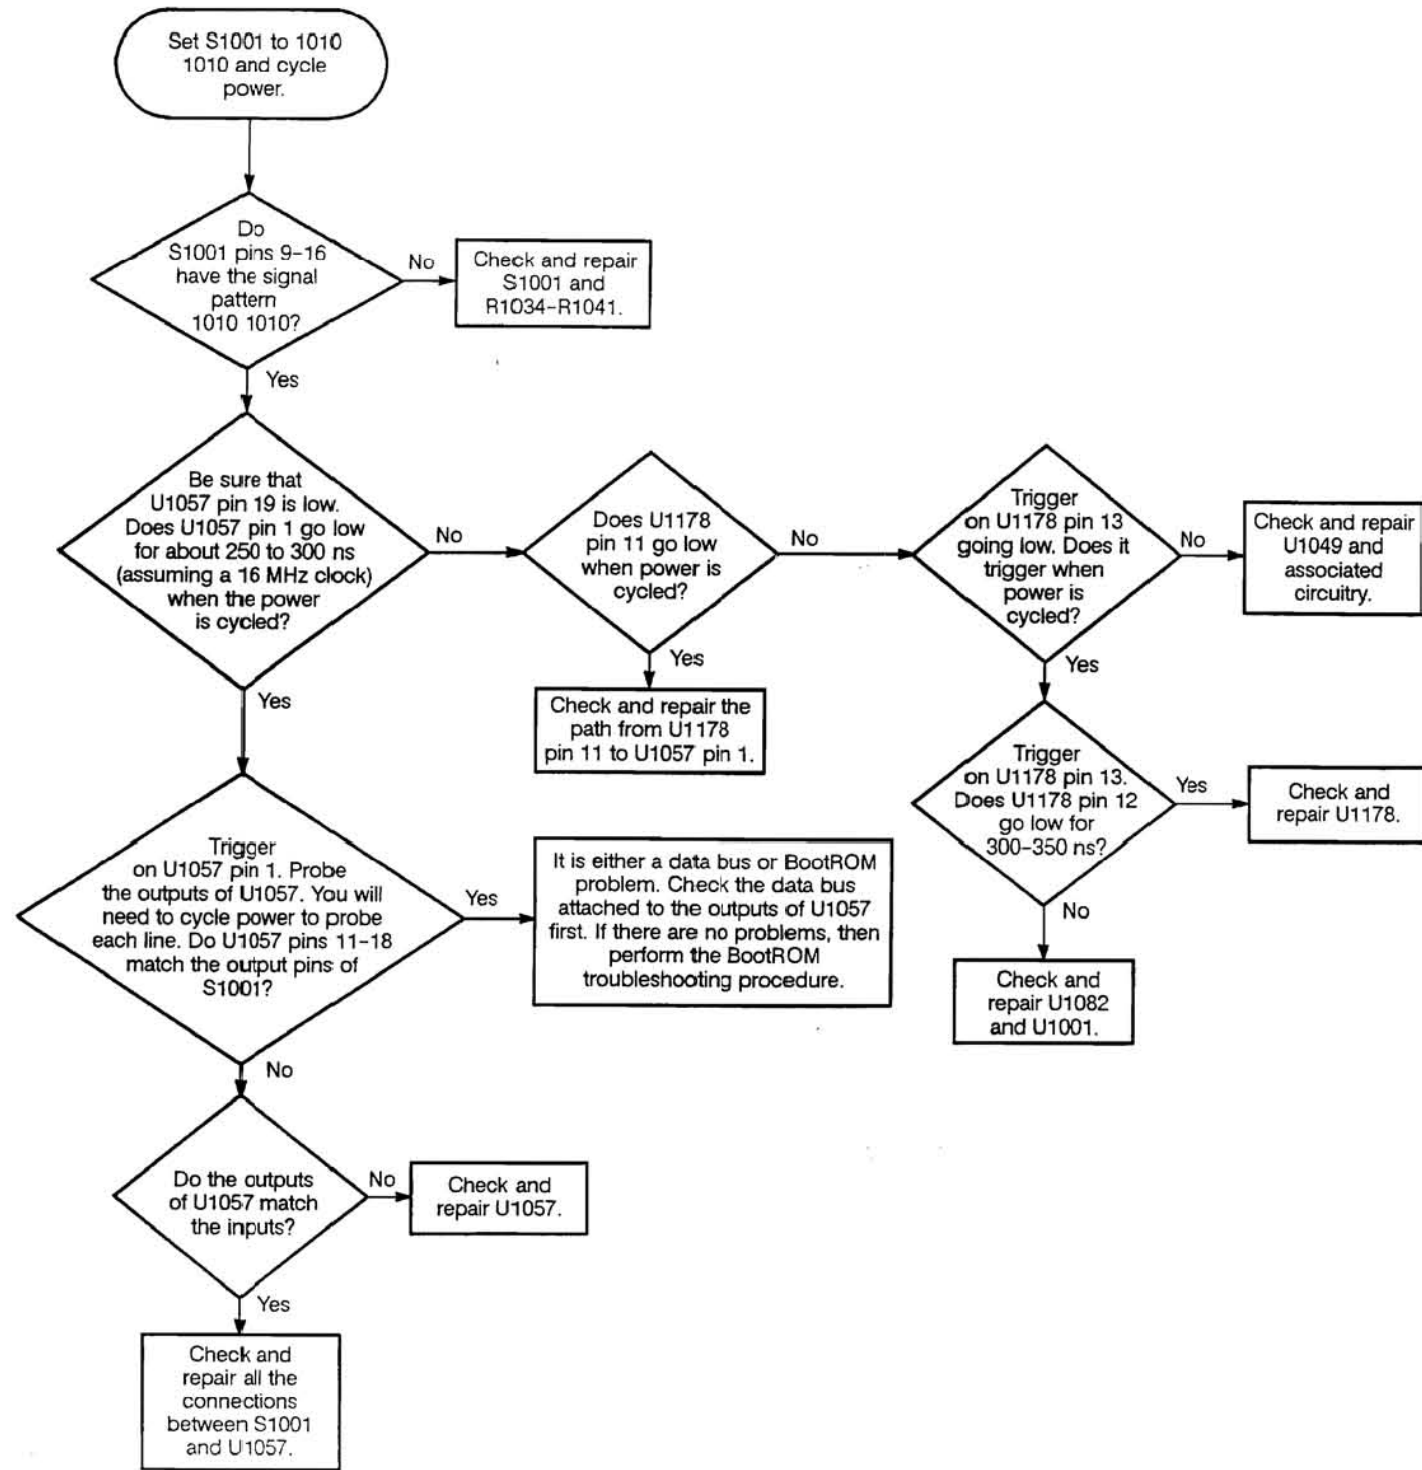 Set S1001 to 1010
1010 and cycle
power.
Do
S1001 pins 9–16
have the signal
pattern
1010 1010?
No
Check and repair
S1001 and
R1034–R1041.
Yes
Be sure that
U1057 pin 19 is low.
Does U1057 pin 1 go low
for about 250 to 300 ns
(assuming a 16 MHz clock)
when the power
is cycled?
No
Does U1178
pin 11 go low
when power is
cycled?
No
Trigger
on U1178 pin 13
going low. Does it
trigger when
power is
cycled?
No
Check and repair
U1049 and
associated
circuitry.
Yes
Check and repair the
path from U1178
pin 11 to U1057 pin 1.
Yes
Trigger
on U1178 pin 13.
Does U1178 pin 12
go low for
300–350 ns?
Yes
Check and
repair U1178.
No
Check and
repair U1082
and U1001.
Yes
Trigger
on U1057 pin 1. Probe
the outputs of U1057. You will
need to cycle power to probe
each line. Do U1057 pins 11–18
match the output pins of
S1001?
Yes
It is either a data bus or BootROM
problem. Check the data bus
attached to the outputs of U1057
first. If there are no problems, then
perform the BootROM
troubleshooting procedure.
No
Do the outputs
of U1057 match
the inputs?
No
Check and
repair U1057.
Yes
Check and
repair all the
connections
between S1001
and U1057.